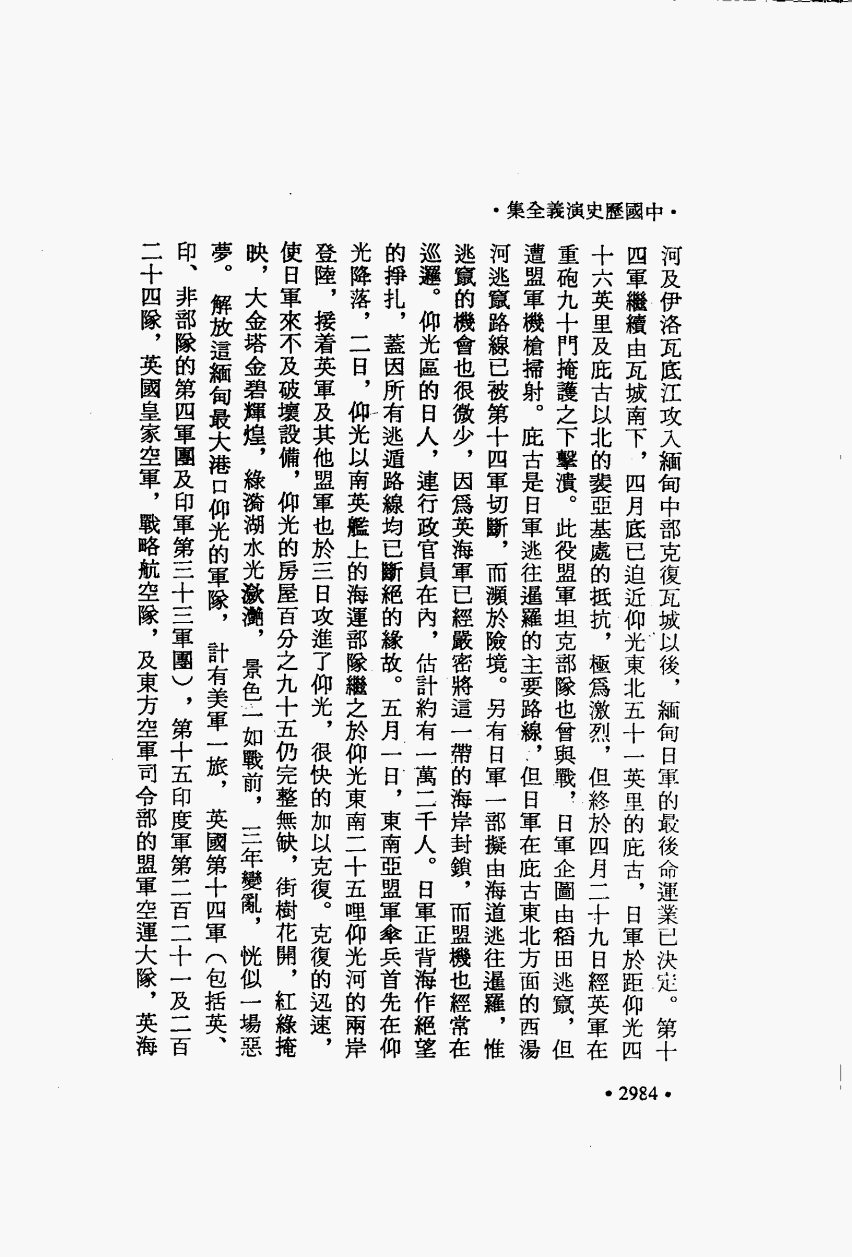 ·中國歷史演義全集·
河及伊洛瓦底江攻入緬甸中部克復瓦城以後，緬甸日軍的最後命運業已決定。第十
四軍繼續由瓦城南下，四月底已迫近仰光東北五十一英里的庇古，日軍於距仰光四
十六英里及庇古以北的裴亞基處的抵抗，極爲激烈，但終於四月二十九日經英軍在
重砲九十門掩護之下擊潰。此役盟軍坦克部隊也曾與戰，日軍企圖由稻田逃竄，但
遭盟軍機槍掃射。庇古是日軍逃往暹羅的主要路線，但日軍在庇古東北方面的西湯
河逃竄路線已被第十四軍切斷，而瀕於險境。另有日軍一部擬由海道逃往暹羅，惟
逃竄的機會也很微少，因爲英海軍已經嚴密將這一帶的海岸封鎖，而盟機也經常在
巡邏。仰光區的日人，連行政官員在內，估計約有一萬二千人。日軍正背海作絕望
的掙扎，蓋因所有逃遁路線均已斷絕的緣故。五月一日，東南亞盟軍傘兵首先在仰
光降落，二日，仰光以南英艦上的海運部隊繼之於仰光東南二十五哩仰光河的兩岸
登陸，接着英軍及其他盟軍也於三日攻進了仰光，很快的加以克復。克復的迅速，
使日軍來不及破壞設備，仰光的房屋百分之九十五仍完整無缺，街樹花開，紅綠掩
映，大金塔金碧輝煌，綠漪湖水光瀲灔，景色一如戰前，三年變亂，恍似一場惡
夢。解放這緬甸最大港口仰光的軍隊，計有美軍一旅，英國第十四軍（包括英、
印、非部隊的第四軍團及印軍第三十三軍團），第十五印度軍第二百二十一及二百
二十四隊，英國皇家空軍，戰略航空隊，及東方空軍司令部的盟軍空運大隊，英海
·2984·